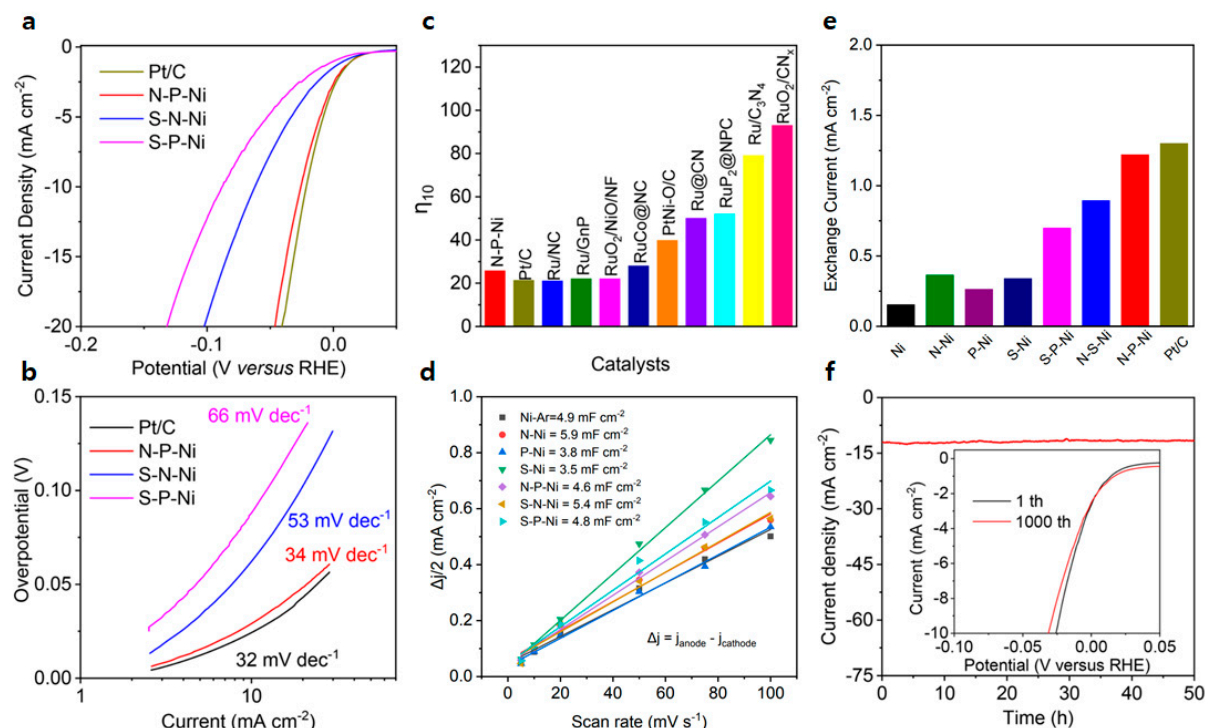 a
0
-5
-10
-15
-20
Current Density (mA cm⁻²)
Pt/C
N-P-Ni
S-N-Ni
S-P-Ni
-0.2
-0.1
0.0
Potential (V versus RHE)
b
0.15
0.10
0.05
0.00
Overpotential (V)
Pt/C
N-P-Ni
S-N-Ni
S-P-Ni
66 mV dec⁻¹
53 mV dec⁻¹
34 mV dec⁻¹
32 mV dec⁻¹
10
Current (mA cm⁻²)
c
120
100
80
60
40
20
0
η₁₀
N-P-Ni
Pt/C
Ru/NC
Ru/GnP
RuO₂/NiO/NF
RuCo@NC
PtNi-O/C
Ru@CN
RuP₂@NPC
Ru/C₃N₄
RuO₂/CNₓ
Catalysts
d
1.0
0.8
0.6
0.4
0.2
0.0
Δj/2 (mA cm⁻²)
Ni-Ar=4.9 mF cm⁻²
N-Ni = 5.9 mF cm⁻²
P-Ni = 3.8 mF cm⁻²
S-Ni = 3.5 mF cm⁻²
N-P-Ni = 4.6 mF cm⁻²
S-N-Ni = 5.4 mF cm⁻²
S-P-Ni = 4.8 mF cm⁻²
Δj = janode - jcathode
0
20
40
60
80
100
Scan rate (mV s⁻¹)
e
2.0
1.5
1.0
0.5
0.0
Exchange Current (mA cm⁻²)
Ni
N-Ni
P-Ni
S-Ni
S-P-Ni
N-S-Ni
N-P-Ni
Pt/C
f
0
-15
-30
-45
-60
-75
Current density (mA cm⁻²)
0
-2
-4
-6
-8
-10
Current (mA cm⁻²)
1 th
1000 th
-0.10
-0.05
0.00
0.05
Potential (V versus RHE)
0
10
20
30
40
50
Time (h)